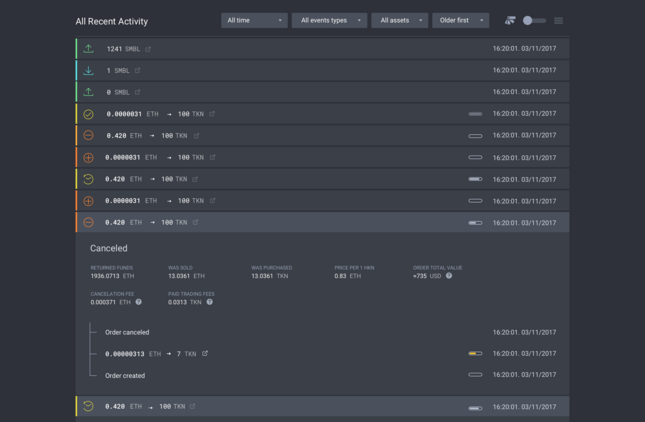 All Recent Activity
All time
All events types
All assets
Older first
1241 SMBL 16:20:01. 03/11/2017
1 SMBL 16:20:01. 03/11/2017
0 SMBL 16:20:01. 03/11/2017
0.0000031 ETH → 100 TKN 16:20:01. 03/11/2017
0.420 ETH → 100 TKN 16:20:01. 03/11/2017
0.0000031 ETH → 100 TKN 16:20:01. 03/11/2017
0.420 ETH → 100 TKN 16:20:01. 03/11/2017
0.0000031 ETH → 100 TKN 16:20:01. 03/11/2017
0.420 ETH → 100 TKN 16:20:01. 03/11/2017
Canceled
RETURNED FUNDS WAS SOLD WAS PURCHASED PRICE PER 1 HKN ORDER TOTAL VALUE
1936.0713 ETH 13.0361 ETH 13.0361 TKN 0.83 ETH ≈735 USD ?
CANCELATION FEE PAID TRADING FEES
0.000371 ETH ? 0.0313 TKN ?
Order canceled 16:20:01. 03/11/2017
0.00000313 ETH → 7 TKN 16:20:01. 03/11/2017
Order created 16:20:01. 03/11/2017
0.420 ETH → 100 TKN 16:20:01. 03/11/2017